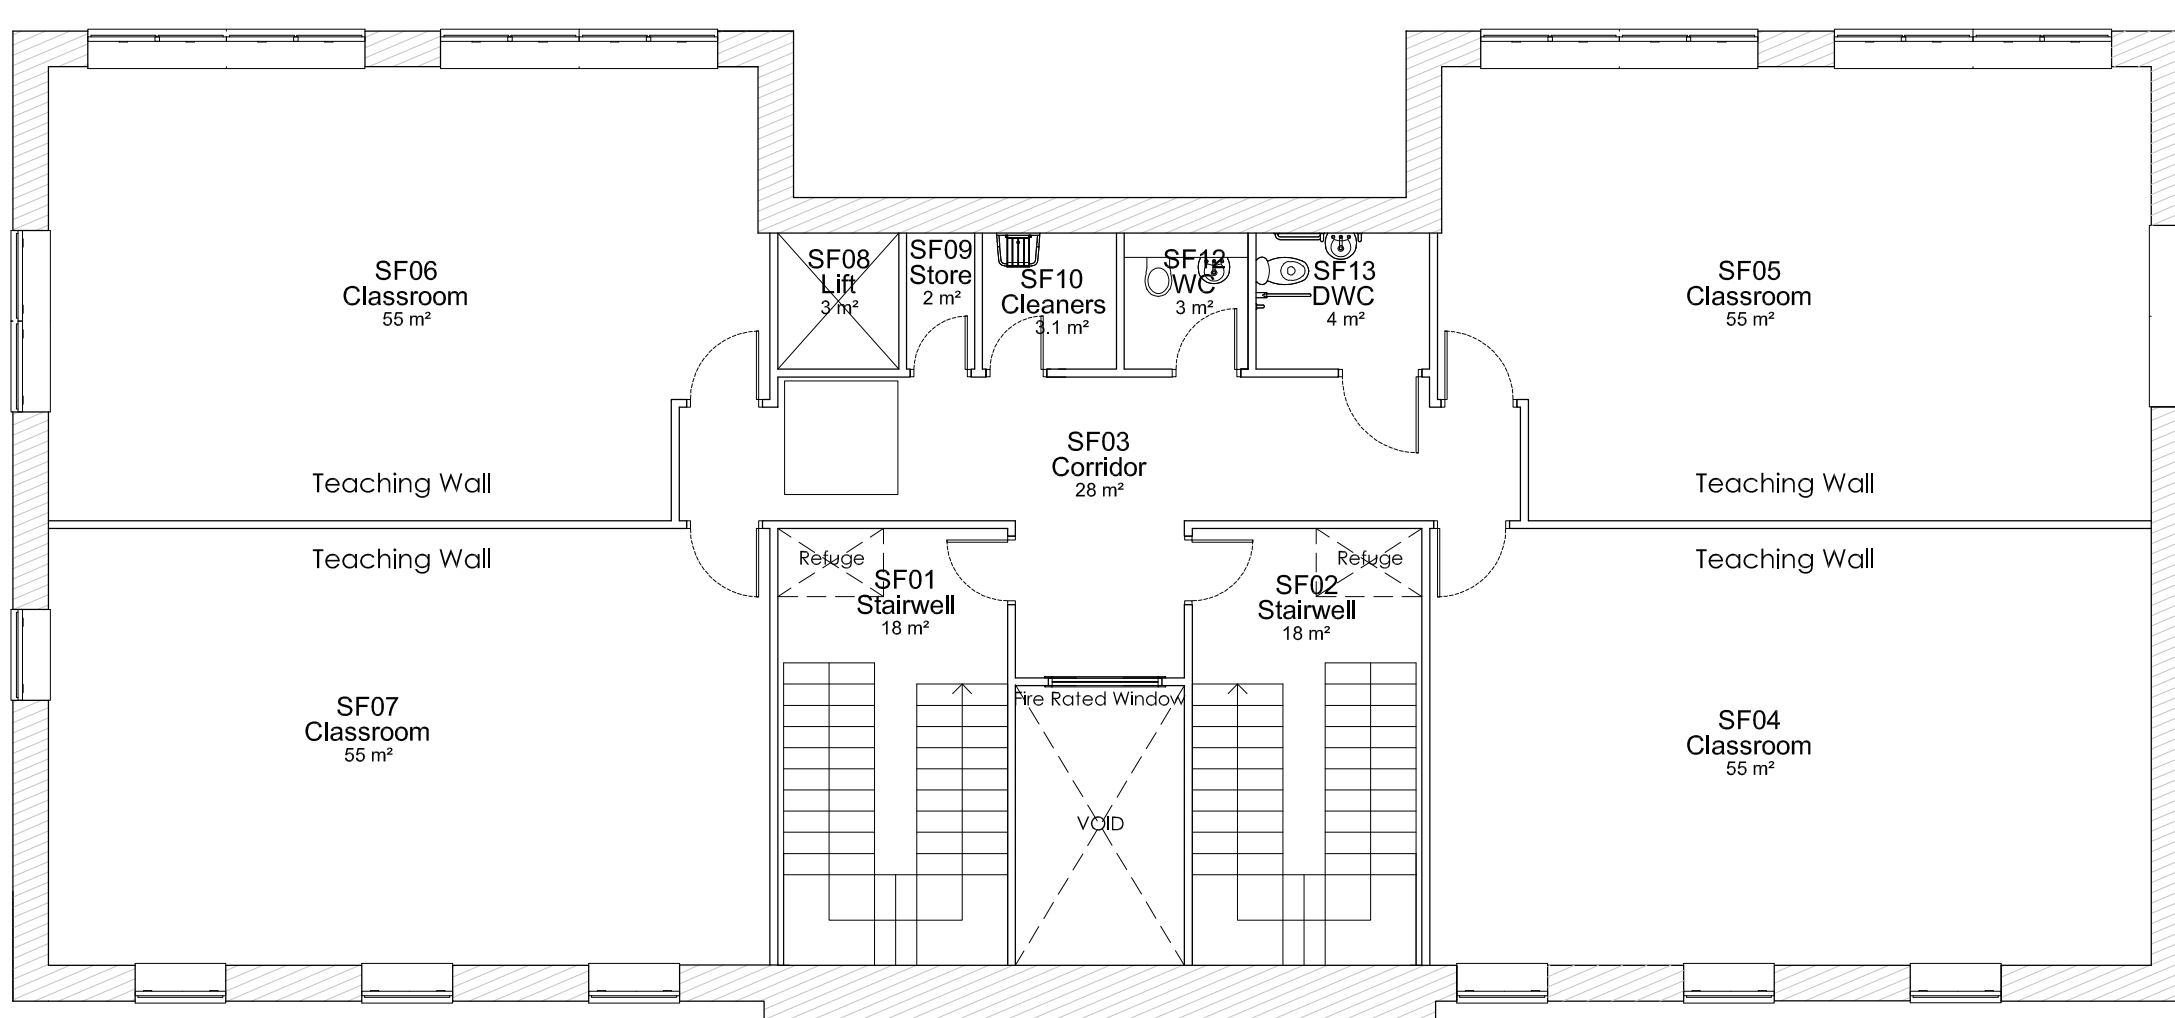 SF06
Classroom
55 m²
SF08
Lift
3 m²
SF09
Store
2 m²
SF10
Cleaners
3.1 m²
SF12
WC
3 m²
SF13
DWC
4 m²
SF05
Classroom
55 m²
SF03
Corridor
28 m²
Teaching Wall
Teaching Wall
Teaching Wall
Teaching Wall
Refuge
SF01
Stairwell
18 m²
Refuge
SF02
Stairwell
18 m²
Fire Rated Window
SF07
Classroom
55 m²
SF04
Classroom
55 m²
VOID